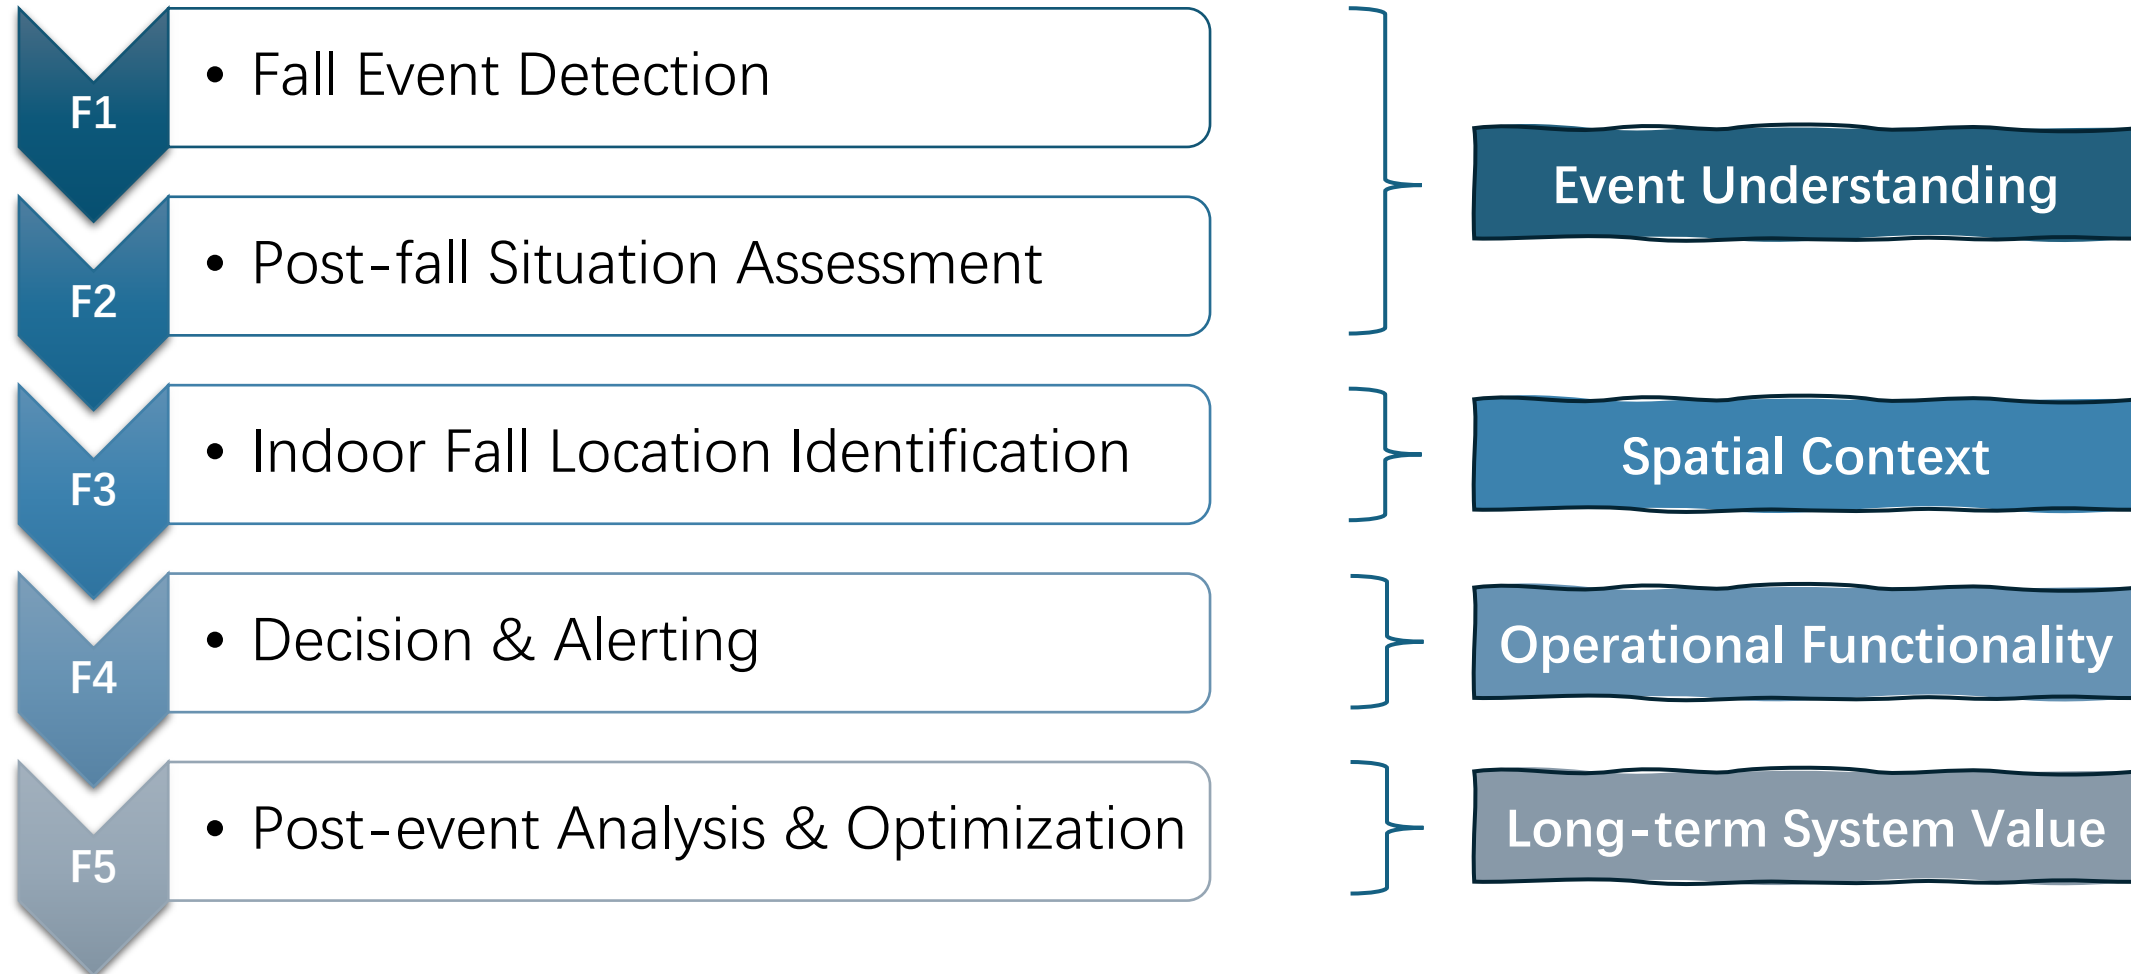 F1
• Fall Event Detection
F2
• Post-fall Situation Assessment
Event Understanding
F3
• Indoor Fall Location Identification
Spatial Context
F4
• Decision & Alerting
Operational Functionality
F5
• Post-event Analysis & Optimization
Long-term System Value